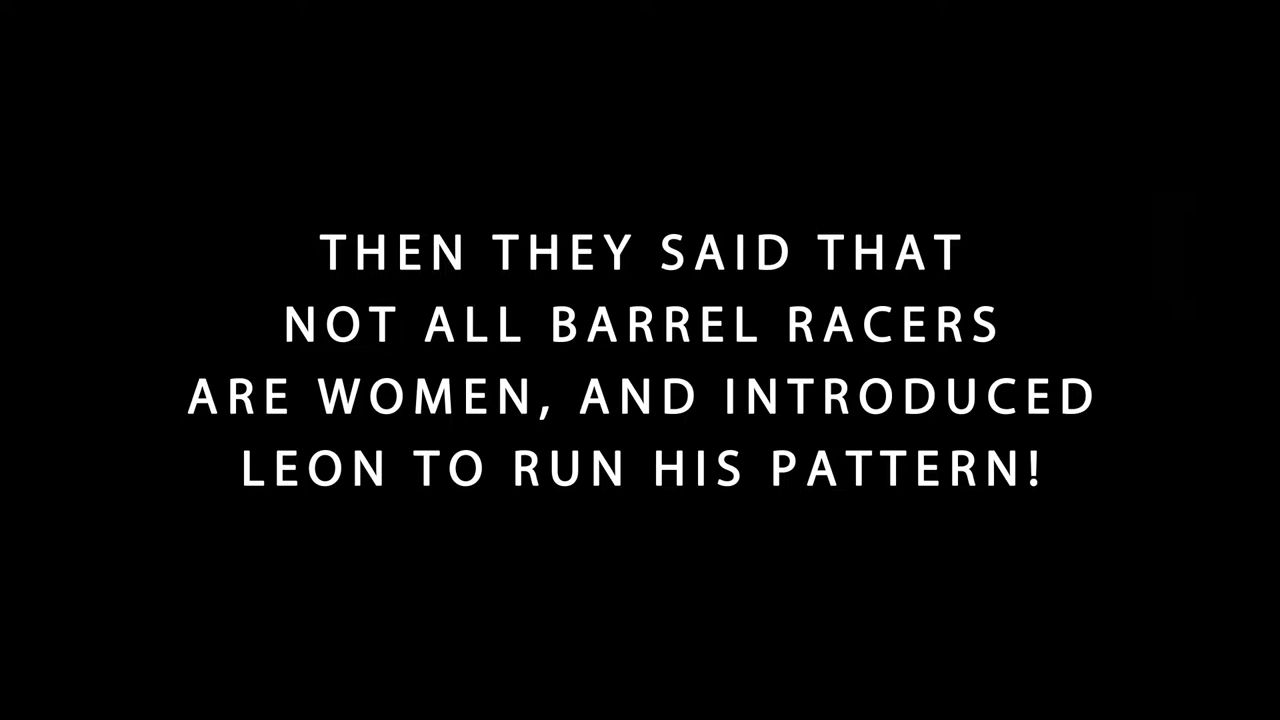 THEN THEY SAID THAT
NOT ALL BARREL RACERS
ARE WOMEN, AND INTRODUCED
LEON TO RUN HIS PATTERN!